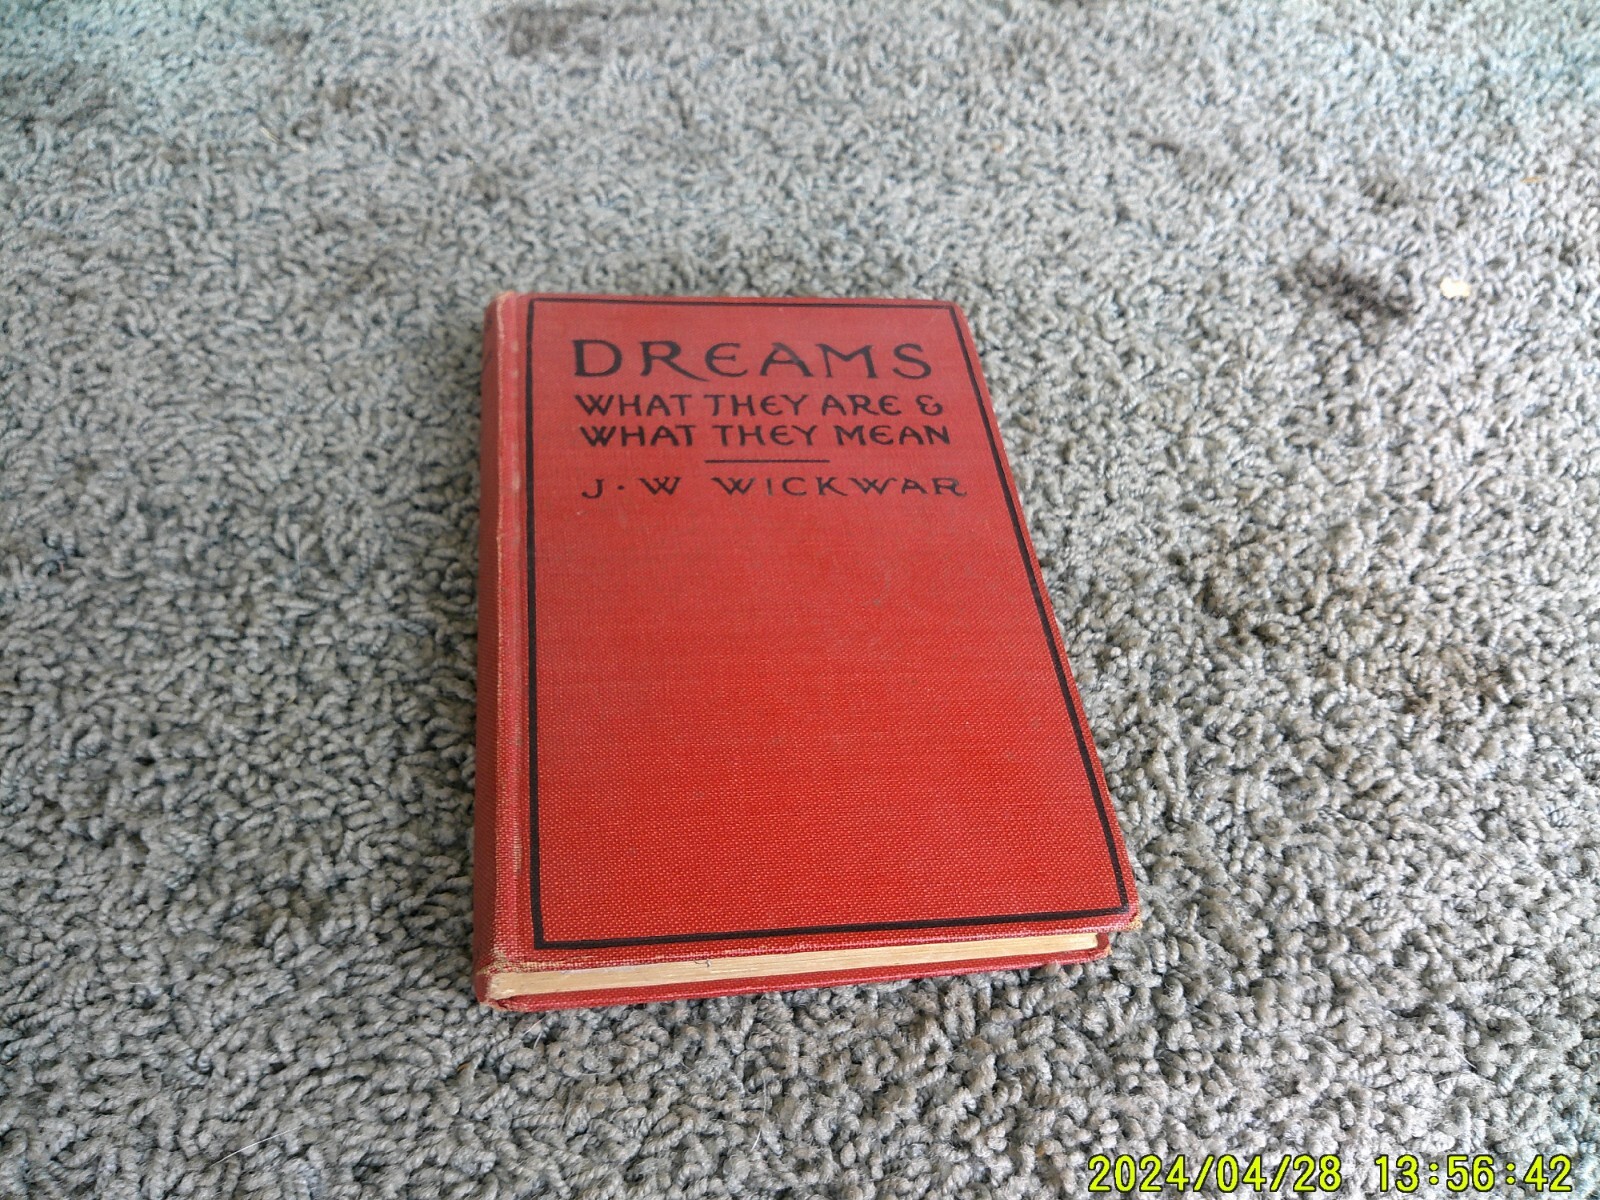 DREAMS
WHAT THEY ARE &
WHAT THEY MEAN
J·W WICKWAR
2024/04/28 13:56:42